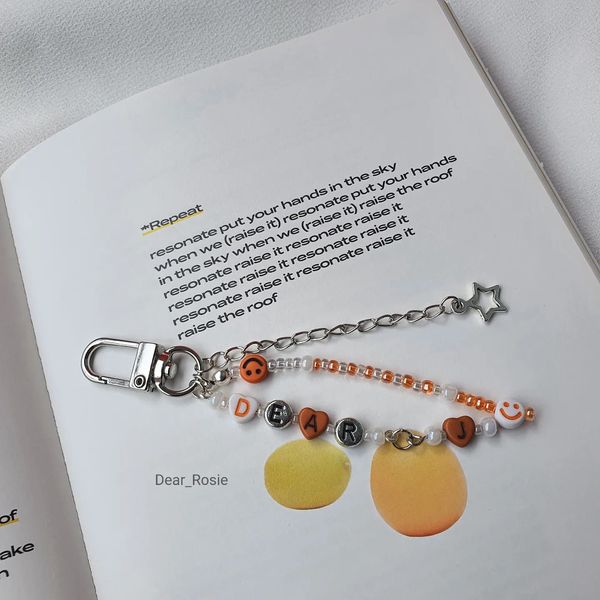 *Repeat
resonate put your hands in the sky
when we (raise it) resonate put your hands
in the sky when we (raise it) raise the roof
resonate raise it resonate raise it
resonate raise it resonate raise it
resonate raise it resonate raise it
raise the roof
DEAR J
Dear_Rosie
of
ake
n